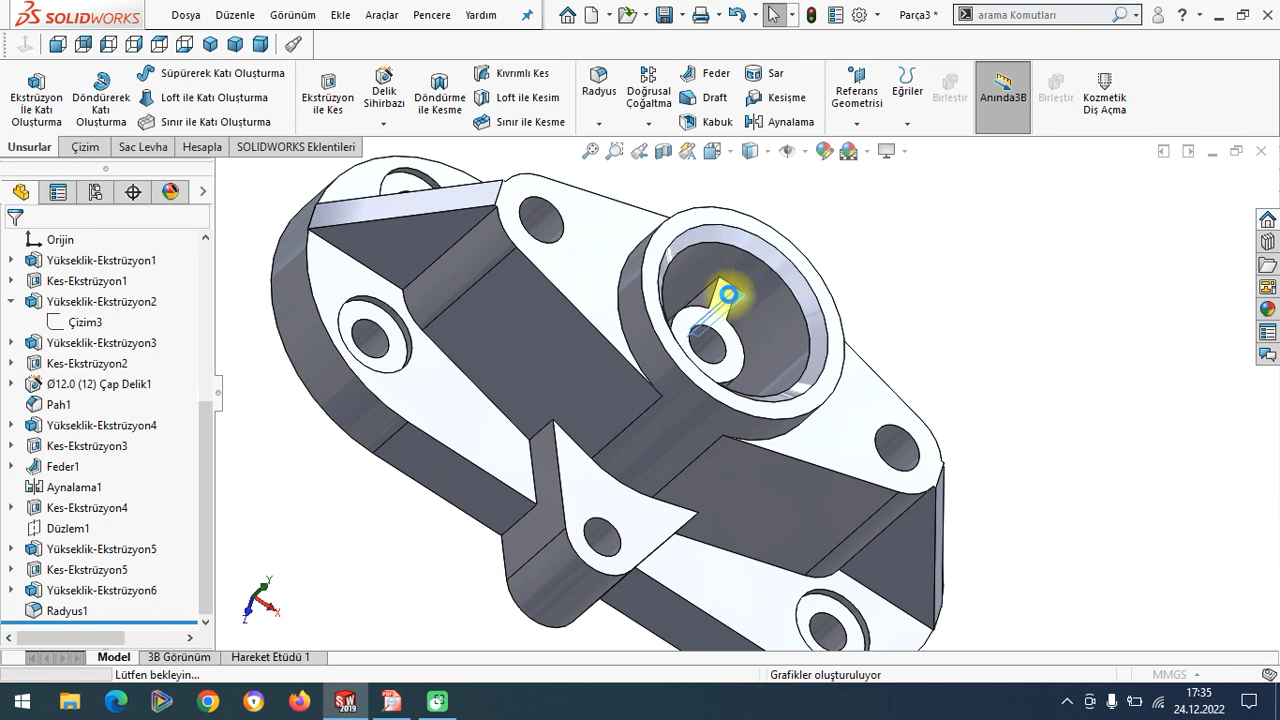 SOLIDWORKS
Dosya Düzenle Görünüm Ekle Araçlar Pencere Yardım
Parça3 *
arama Komutları
Ekstrüzyon İle Katı Oluşturma
Döndürerek Katı Oluşturma
Süpürerek Katı Oluşturma
Loft ile Katı Oluşturma
Sınır ile Katı Oluşturma
Ekstrüzyon ile Kes
Delik Sihirbazı
Döndürme ile Kesme
Kıvrımlı Kes
Loft ile Kesim
Sınır ile Kesme
Radyus
Doğrusal Çoğaltma
Feder
Draft
Kabuk
Sar
Kesişme
Aynalama
Referans Geometrisi
Eğriler
Birleştir
Anında3B
Birleştir
Kozmetik Diş Açma
Unsurlar Çizim Sac Levha Hesapla SOLIDWORKS Eklentileri
Orijin
Yükseklik-Ekstrüzyon1
Kes-Ekstrüzyon1
Yükseklik-Ekstrüzyon2
Çizim3
Yükseklik-Ekstrüzyon3
Kes-Ekstrüzyon2
Ø12.0 (12) Çap Delik1
Pah1
Yükseklik-Ekstrüzyon4
Kes-Ekstrüzyon3
Feder1
Aynalama1
Kes-Ekstrüzyon4
Düzlem1
Yükseklik-Ekstrüzyon5
Kes-Ekstrüzyon5
Yükseklik-Ekstrüzyon6
Radyus1
Y
X
Z
Model 3B Görünüm Hareket Etüdü 1
Lütfen bekleyin... Grafikler oluşturuluyor MMGS
SW 2019
PDF
17:35
24.12.2022